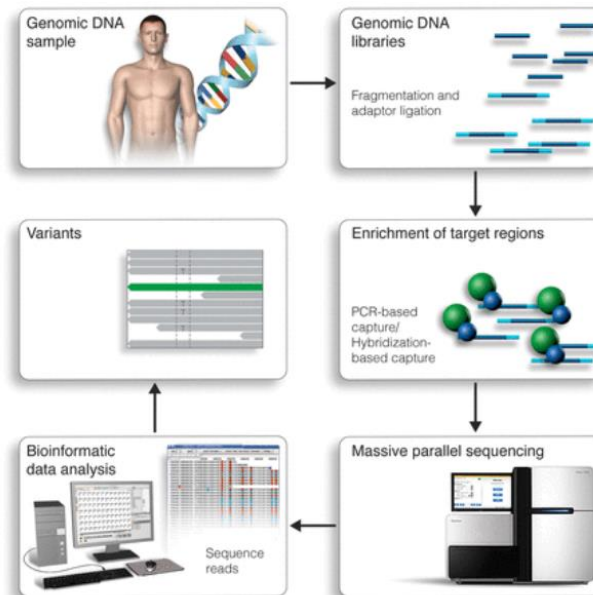 Genomic DNA
sample
Genomic DNA
libraries
Fragmentation and
adaptor ligation
Variants
Enrichment of target regions
PCR-based
capture/
Hybridization-
based capture
Bioinformatic
data analysis
Sequence
reads
Massive parallel sequencing